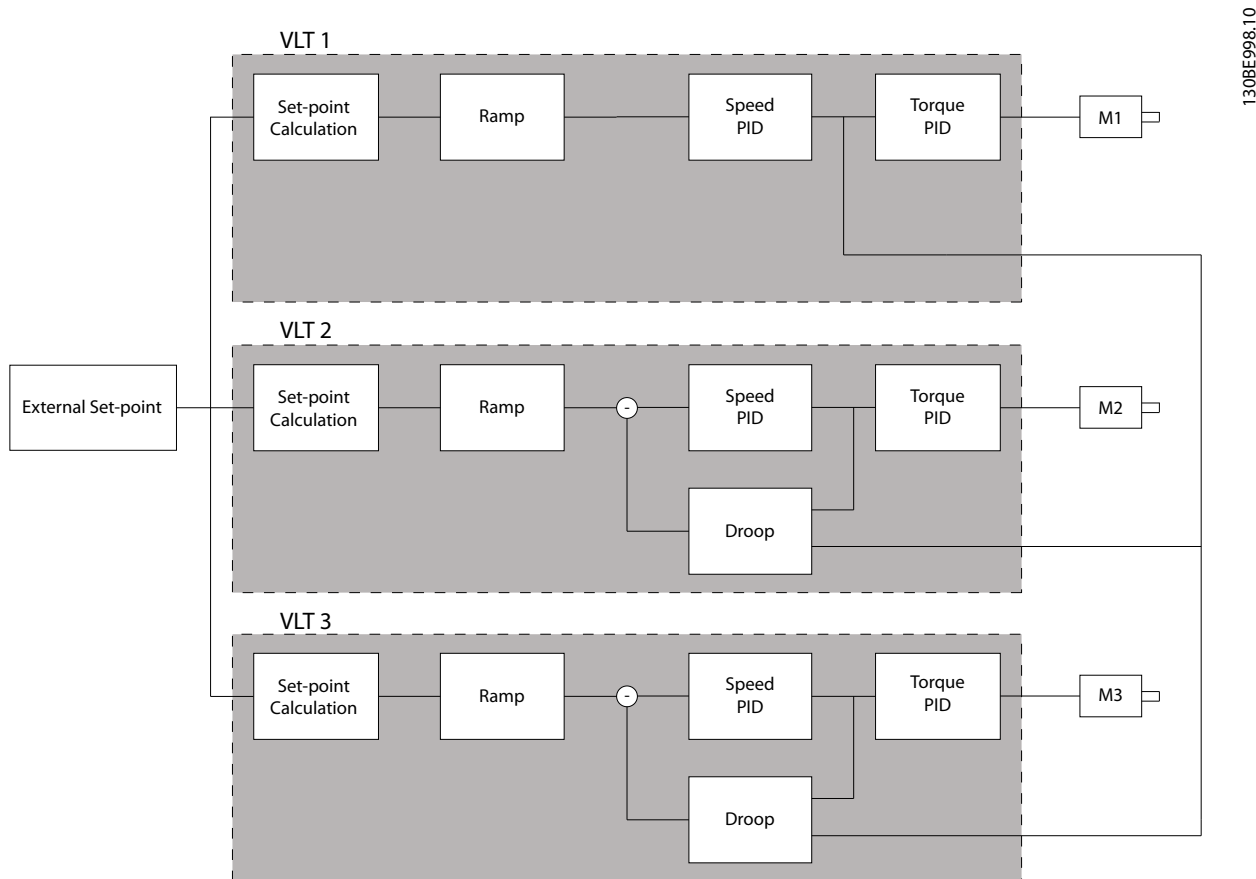 130BE998.10
VLT 1
Set-point
Calculation
Ramp
Speed
PID
Torque
PID
M1
VLT 2
External Set-point
Set-point
Calculation
Ramp
-
Speed
PID
Torque
PID
M2
Droop
VLT 3
Set-point
Calculation
Ramp
-
Speed
PID
Torque
PID
M3
Droop